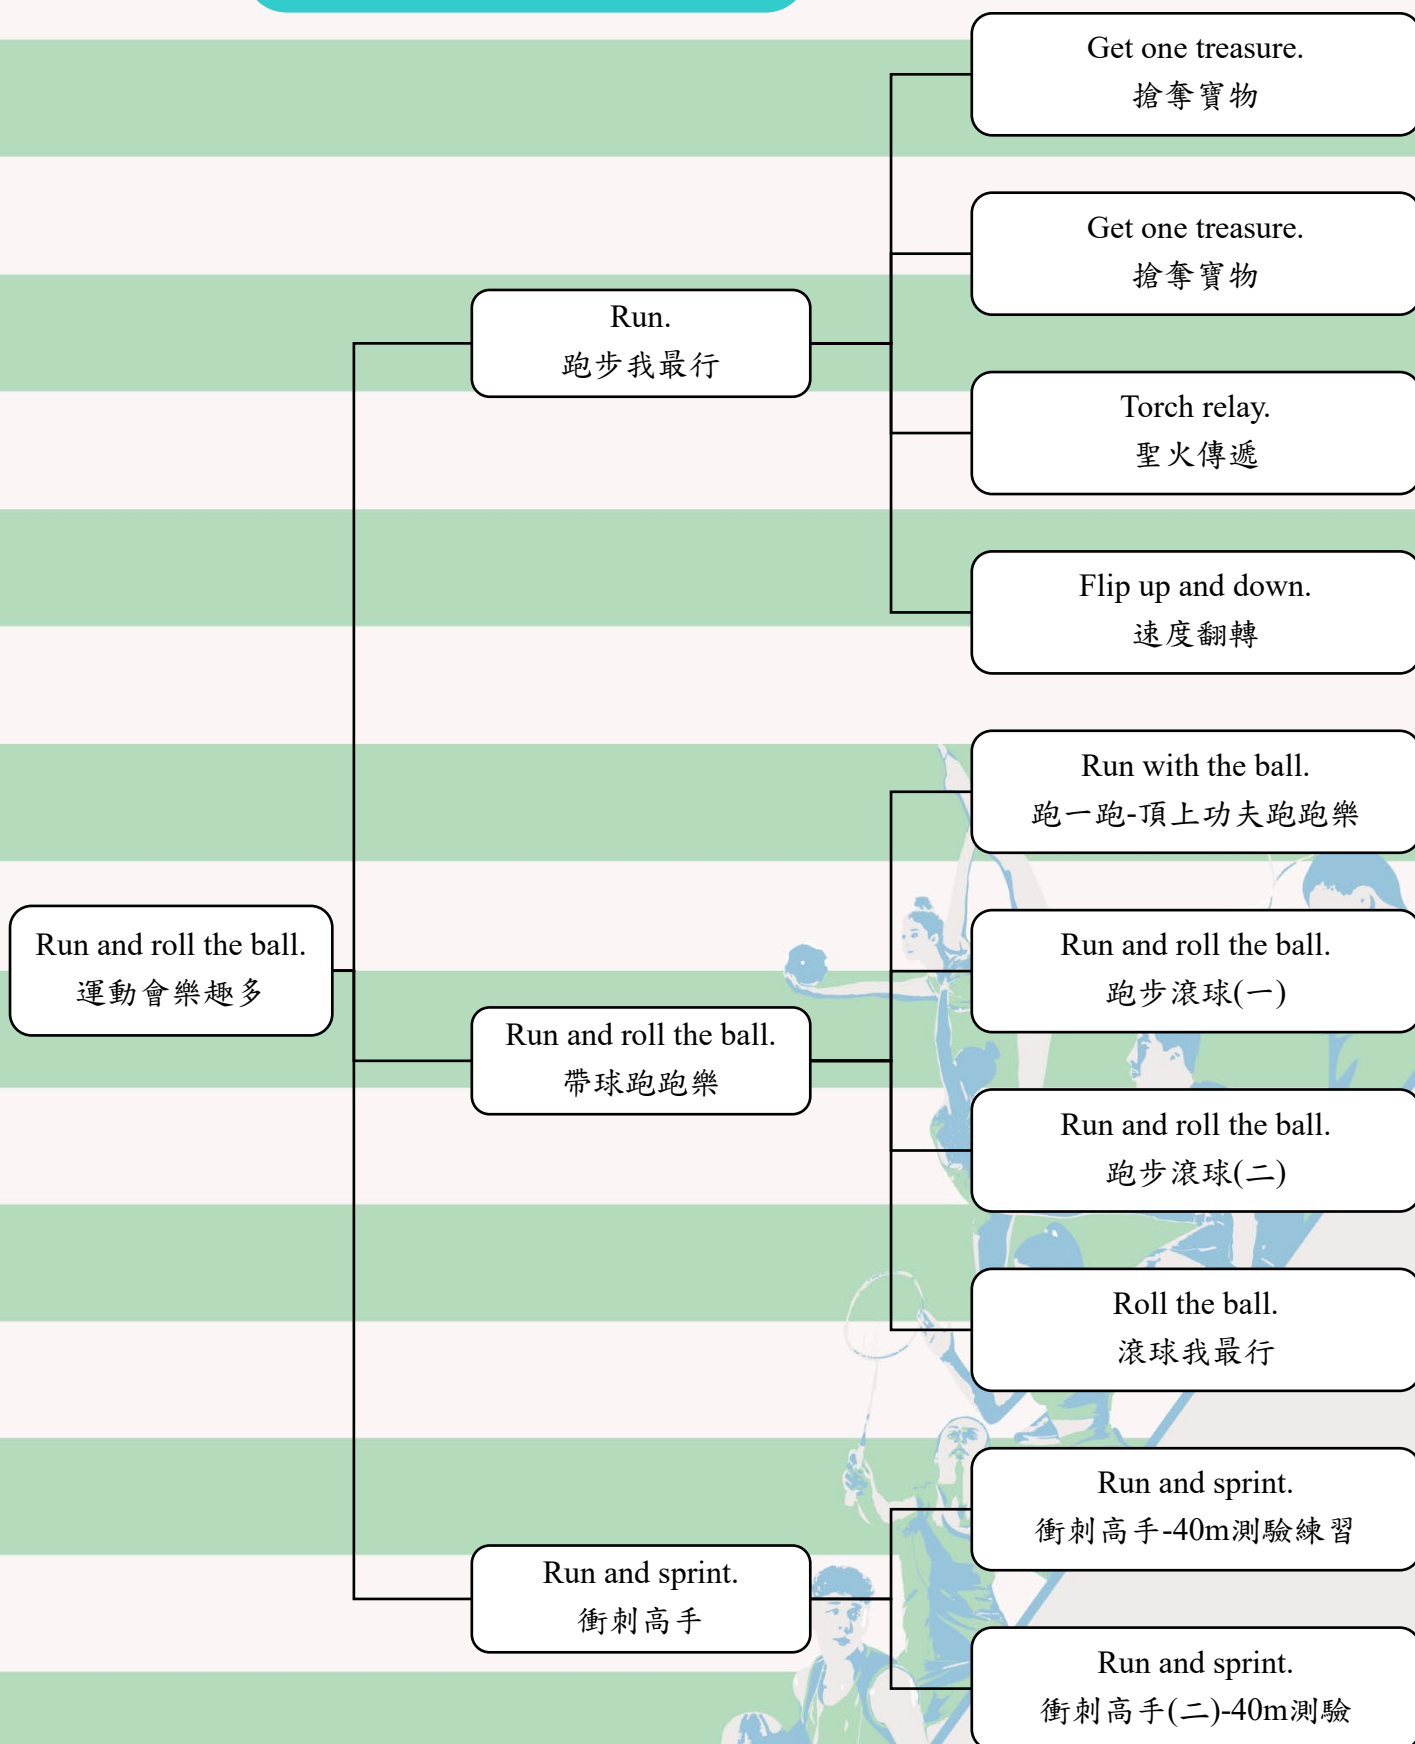 Run and roll the ball.
運動會樂趣多
Run.
跑步我最行
Get one treasure.
搶奪寶物
Get one treasure.
搶奪寶物
Torch relay.
聖火傳遞
Flip up and down.
速度翻轉
Run and roll the ball.
帶球跑跑樂
Run with the ball.
跑一跑-頂上功夫跑跑樂
Run and roll the ball.
跑步滾球(一)
Run and roll the ball.
跑步滾球(二)
Roll the ball.
滾球我最行
Run and sprint.
衝刺高手
Run and sprint.
衝刺高手-40m測驗練習
Run and sprint.
衝刺高手(二)-40m測驗